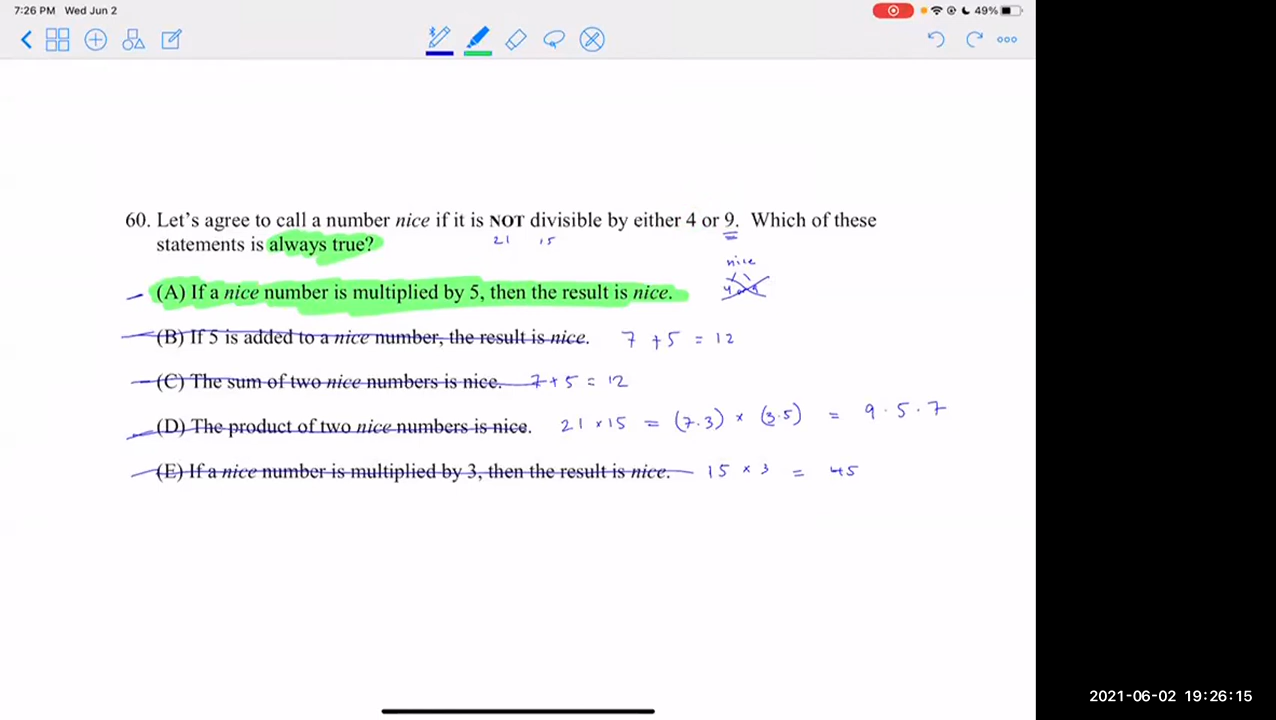 7:26 PM Wed Jun 2
49%
60. Let's agree to call a number nice if it is NOT divisible by either 4 or 9. Which of these
statements is always true?
21 15
nice
(A) If a nice number is multiplied by 5, then the result is nice.
(B) If 5 is added to a nice number, the result is nice. 7 + 5 = 12
(C) The sum of two nice numbers is nice. 7 + 5 = 12
(D) The product of two nice numbers is nice. 21 × 15 = (7·3) × (3·5) = 9·5·7
(E) If a nice number is multiplied by 3, then the result is nice. 15 × 3 = 45
2021-06-02 19:26:15